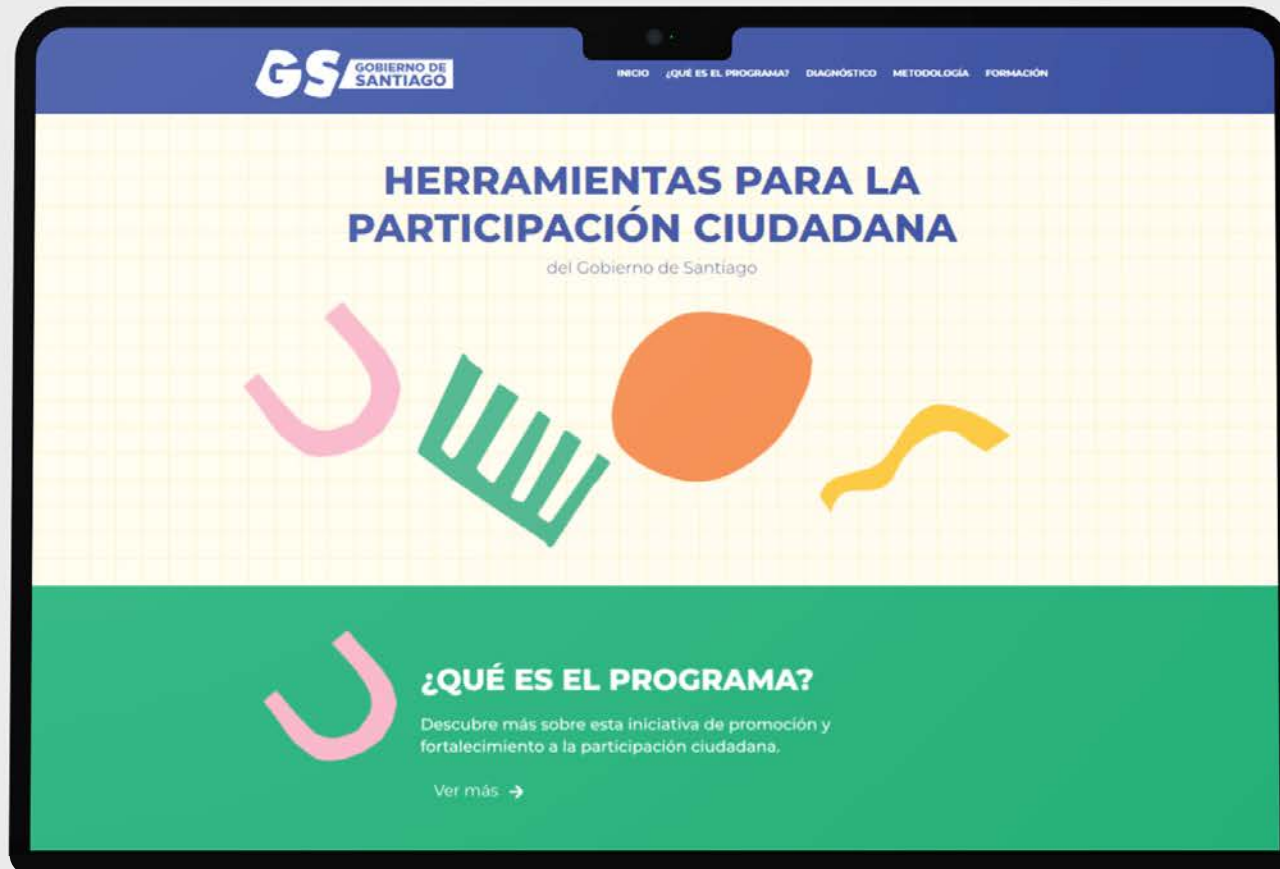 GS GOBIERNO DE
SANTIAGO
INICIO ¿QUÉ ES EL PROGRAMA? DIAGNÓSTICO METODOLOGÍA FORMACIÓN
HERRAMIENTAS PARA LA
PARTICIPACIÓN CIUDADANA
del Gobierno de Santiago
¿QUÉ ES EL PROGRAMA?
Descubre más sobre esta iniciativa de promoción y
fortalecimiento a la participación ciudadana.
Ver más →